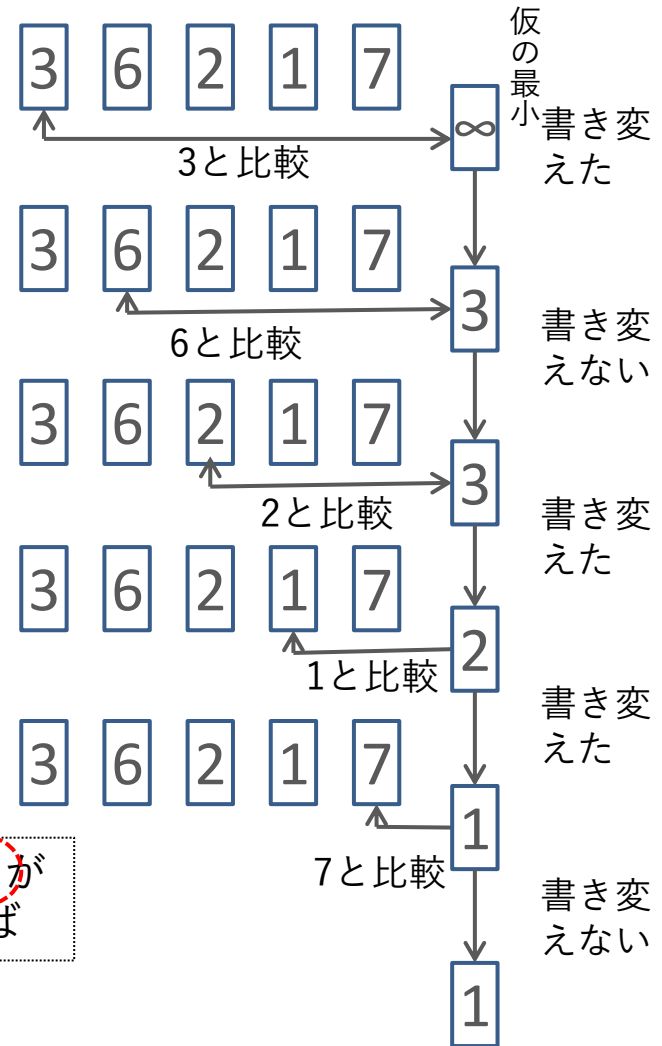 仮の最小
3 6 2 1 7
∞
書き変
えた
3と比較
3 6 2 1 7
3
書き変
えない
6と比較
3 6 2 1 7
3
書き変
えた
2と比較
3 6 2 1 7
2
書き変
えた
1と比較
3 6 2 1 7
1
書き変
えない
7と比較
が
ば
1